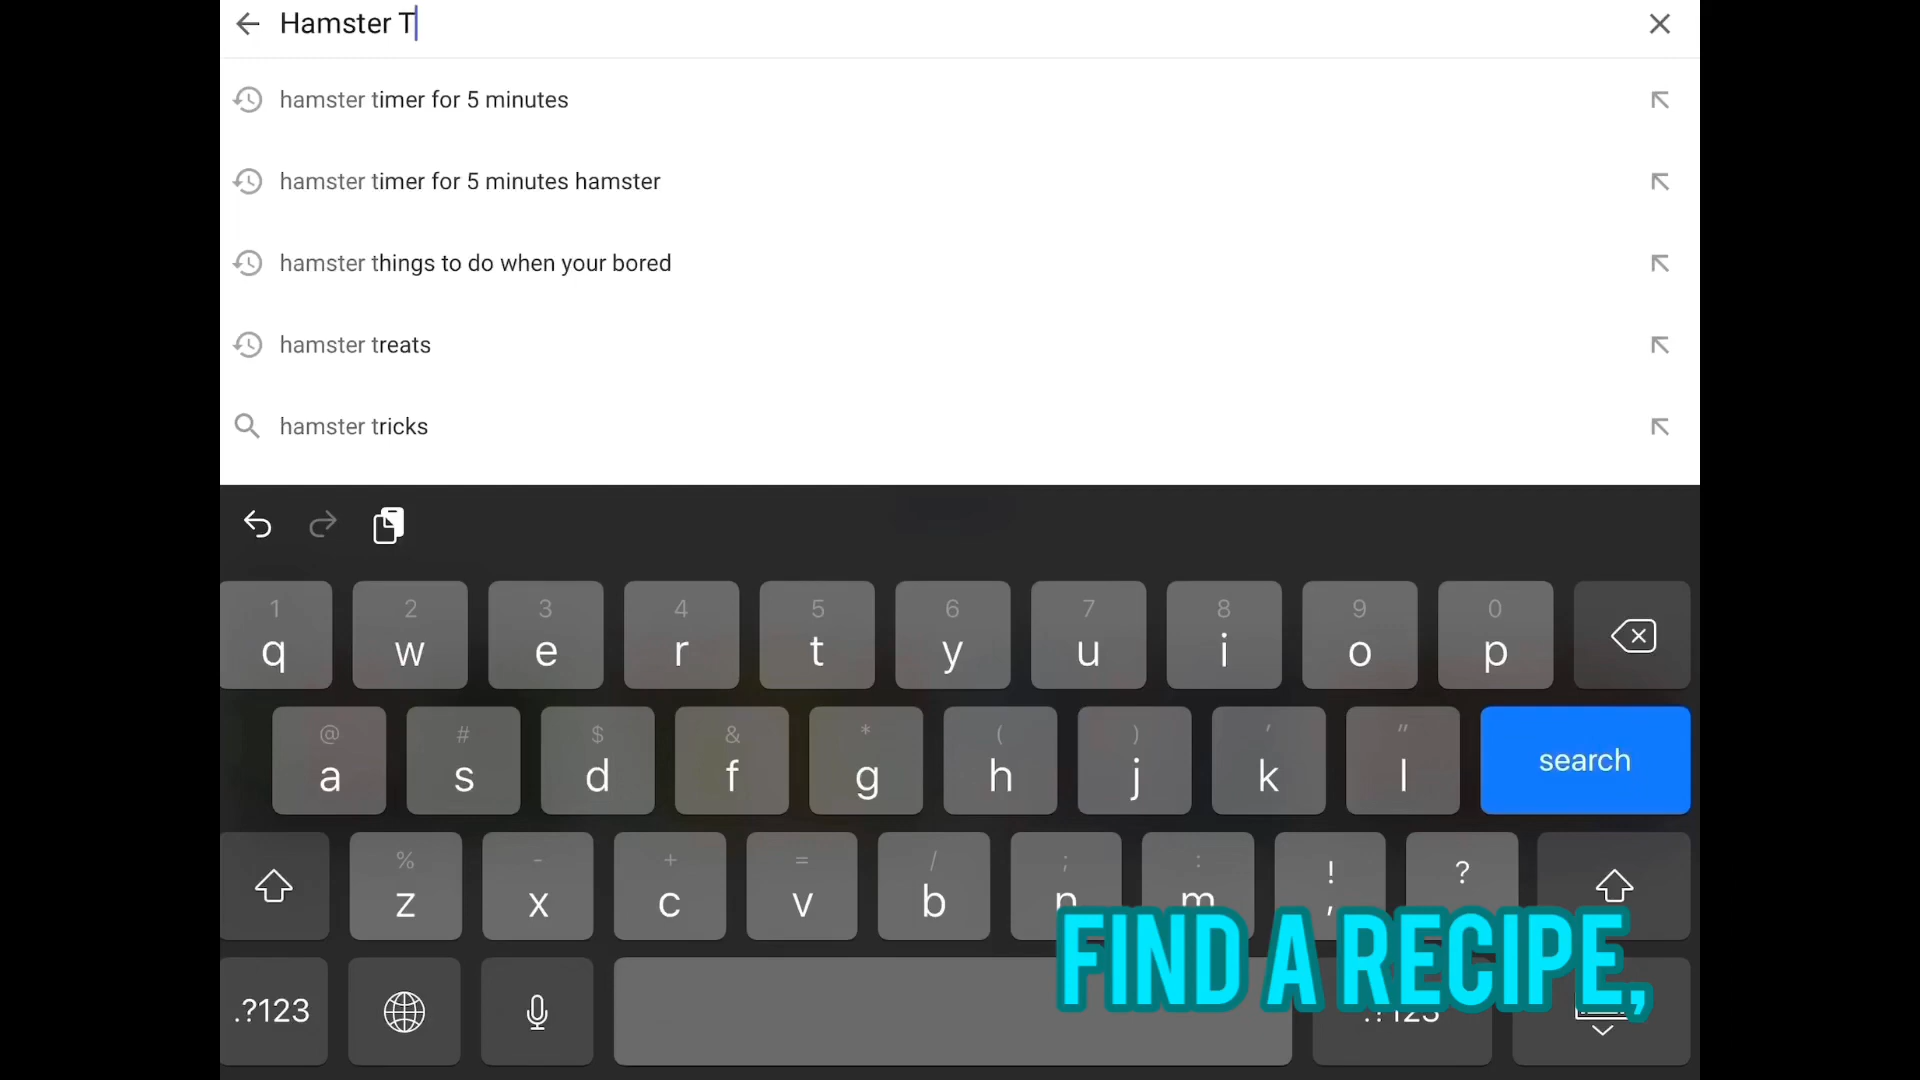 Hamster T
hamster timer for 5 minutes
hamster timer for 5 minutes hamster
hamster things to do when your bored
hamster treats
hamster tricks
1 2 3 4 5 6 7 8 9 0
q w e r t y u i o p
@ # $ & * ( ) ' "
a s d f g h j k l search
% - + = / ; : ! ?
z x c v b n m ,
FIND A RECIPE,
.?123 .?123